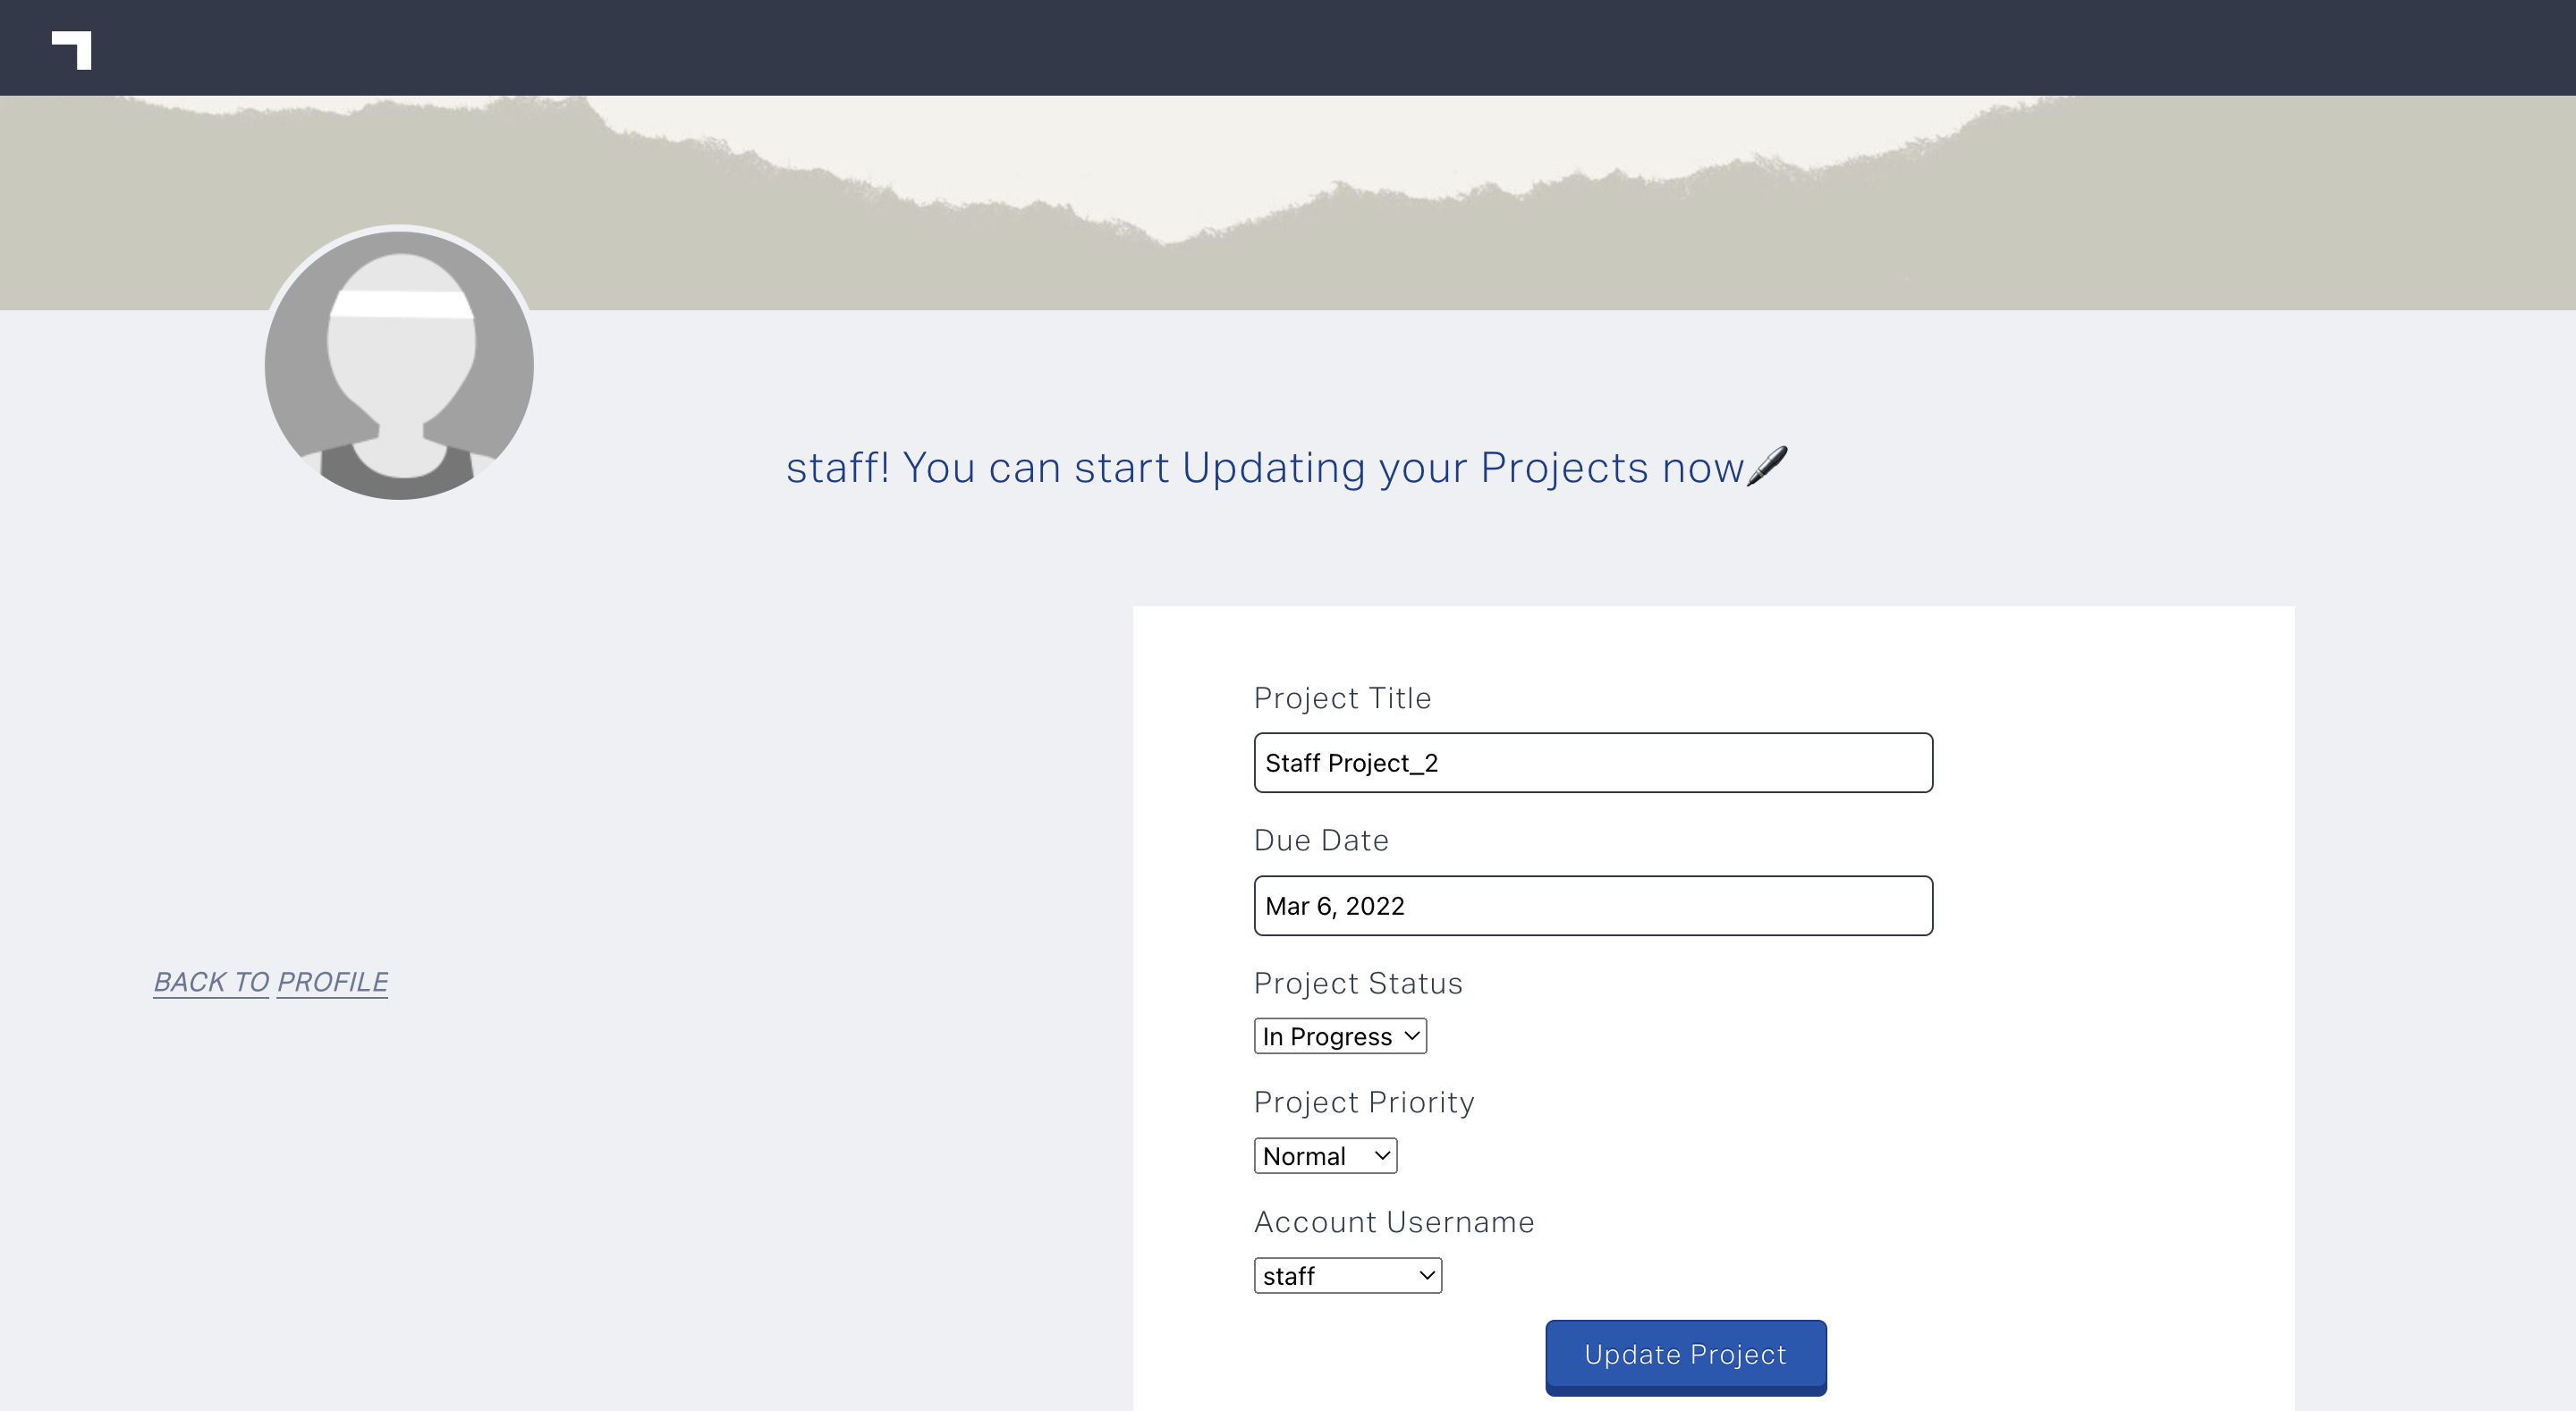 staff! You can start Updating your Projects now🖋
Project Title
Staff Project_2
Due Date
Mar 6, 2022
BACK TO PROFILE
Project Status
In Progress
Project Priority
Normal
Account Username
staff
Update Project